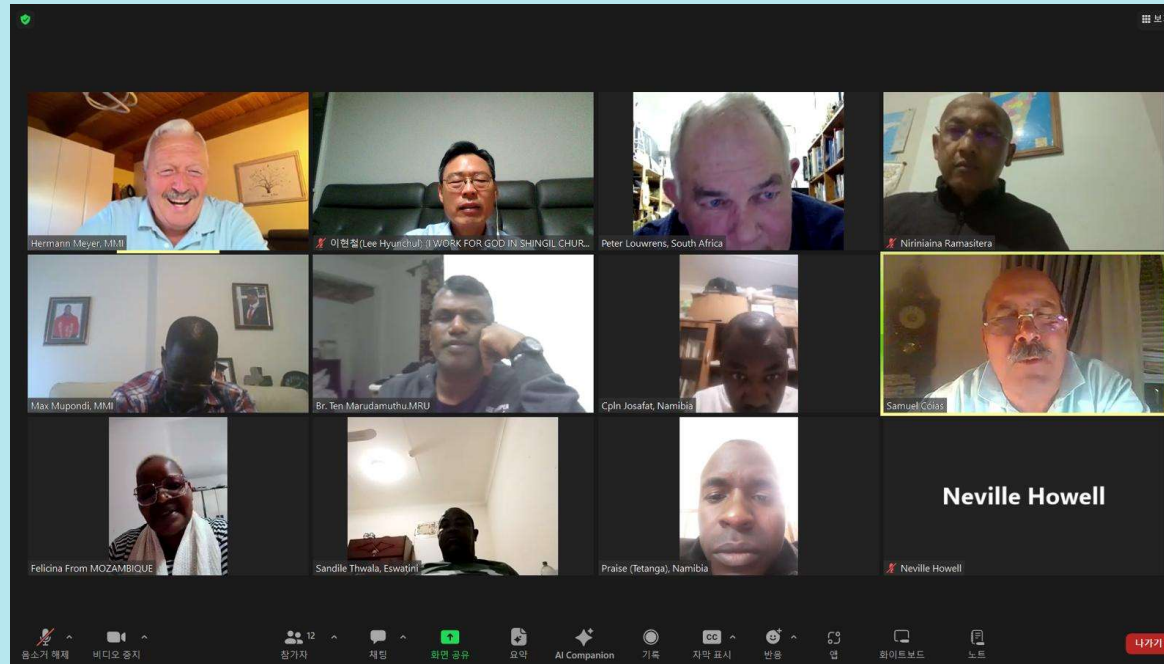 보
Hermann Meyer, MMI
이현철(Lee Hyunchul) (I WORK FOR GOD IN SHINGIL CHUR...
Peter Louwrens, South Africa
Niriniaina Ramasitera
Max Mupondi, MMI
Br. Ten Marudamuthu.MRU
Cpln Josafat, Namibia
Samuel Cóias
Felicina From MOZAMBIQUE
Sandile Thwala, Eswatini
Praise (Tetanga), Namibia
Neville Howell
Neville Howell
음소거 해제
비디오 중지
12
참가자
채팅
화면 공유
요약
AI Companion
기록
CC
자막 표시
반응
앱
화이트보드
노트
나가기